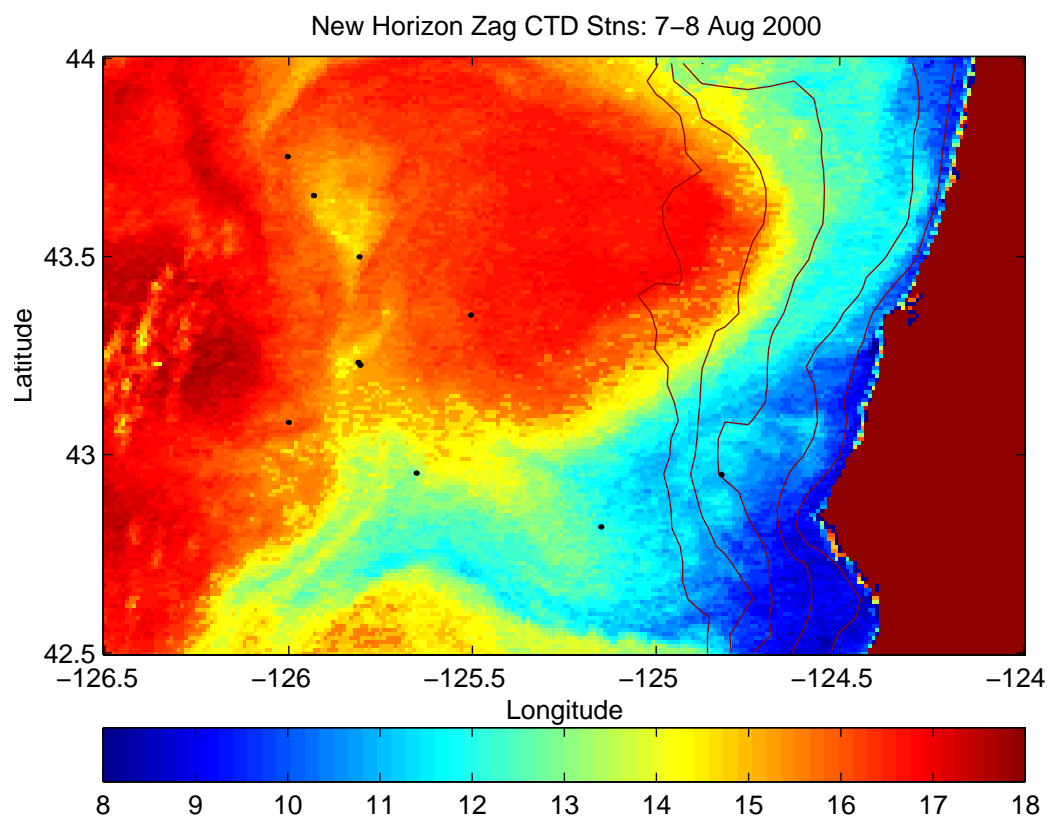 New Horizon Zag CTD Stns: 7−8 Aug 2000
44
43.5
43
42.5
Latitude
−126.5 −126 −125.5 −125 −124.5 −124
Longitude
8 9 10 11 12 13 14 15 16 17 18